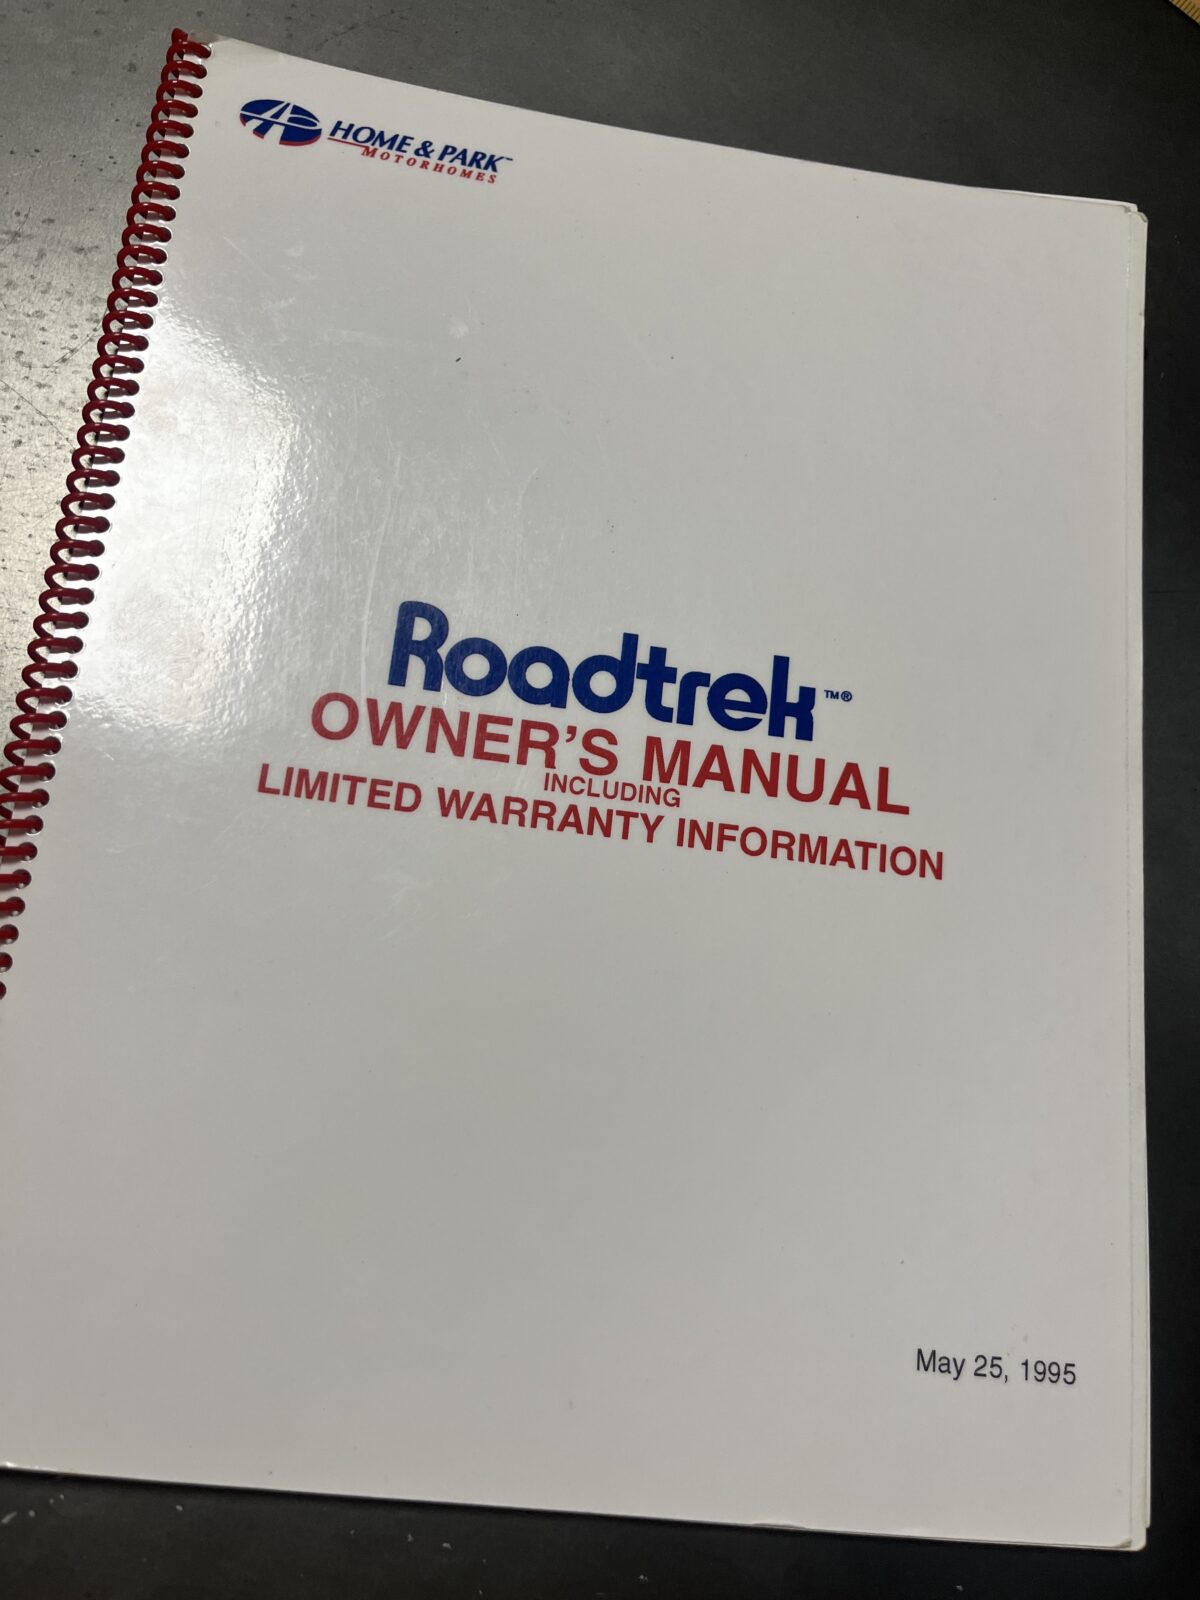 HOME & PARK™
MOTORHOMES
Roadtrek™®
OWNER'S MANUAL
INCLUDING
LIMITED WARRANTY INFORMATION
May 25, 1995